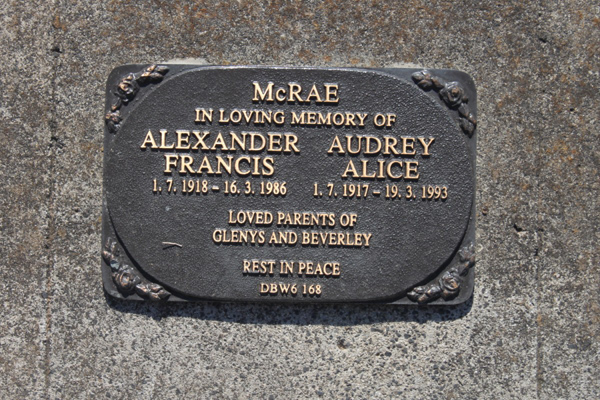 McRAE
IN LOVING MEMORY OF
ALEXANDER AUDREY
FRANCIS ALICE
1. 7. 1918 – 16. 3. 1986 1. 7. 1917 – 19. 3. 1993
LOVED PARENTS OF
GLENYS AND BEVERLEY
REST IN PEACE
DBW6 168